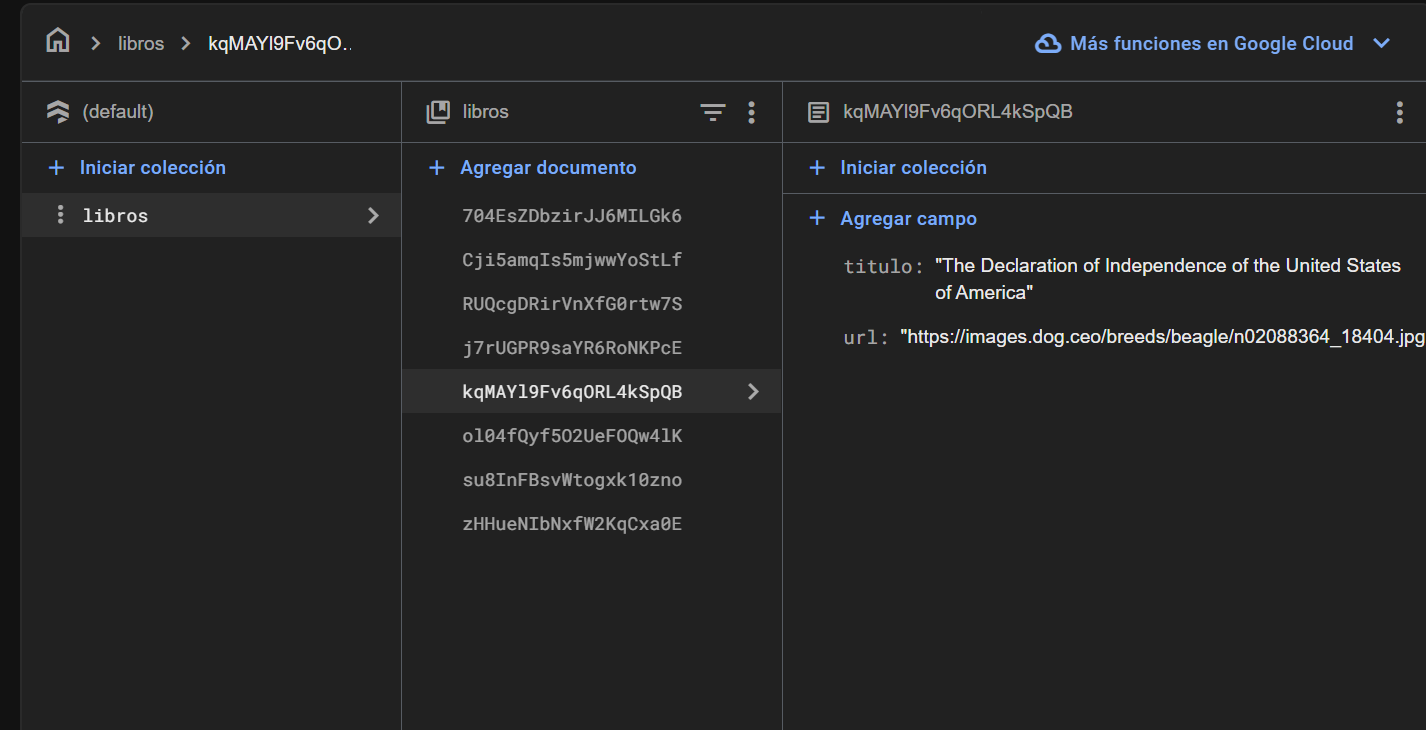 libros
kqMAYl9Fv6qO..
Más funciones en Google Cloud
(default)
libros
kqMAYl9Fv6qORL4kSpQB
Iniciar colección
Agregar documento
Iniciar colección
libros
704EsZDbzirJJ6MILGk6
Cji5amqIs5mjwwYoStLf
RUQcgDRirVnXfG0rtw7S
j7rUGPR9saYR6RoNKPcE
kqMAYl9Fv6qORL4kSpQB
ol04fQyf5O2UeFOQw4lK
su8InFBsvWtogxk10zno
zHHueNIbNxfW2KqCxa0E
Agregar campo
titulo: "The Declaration of Independence of the United States
of America"
url: "https://images.dog.ceo/breeds/beagle/n02088364_18404.jpg